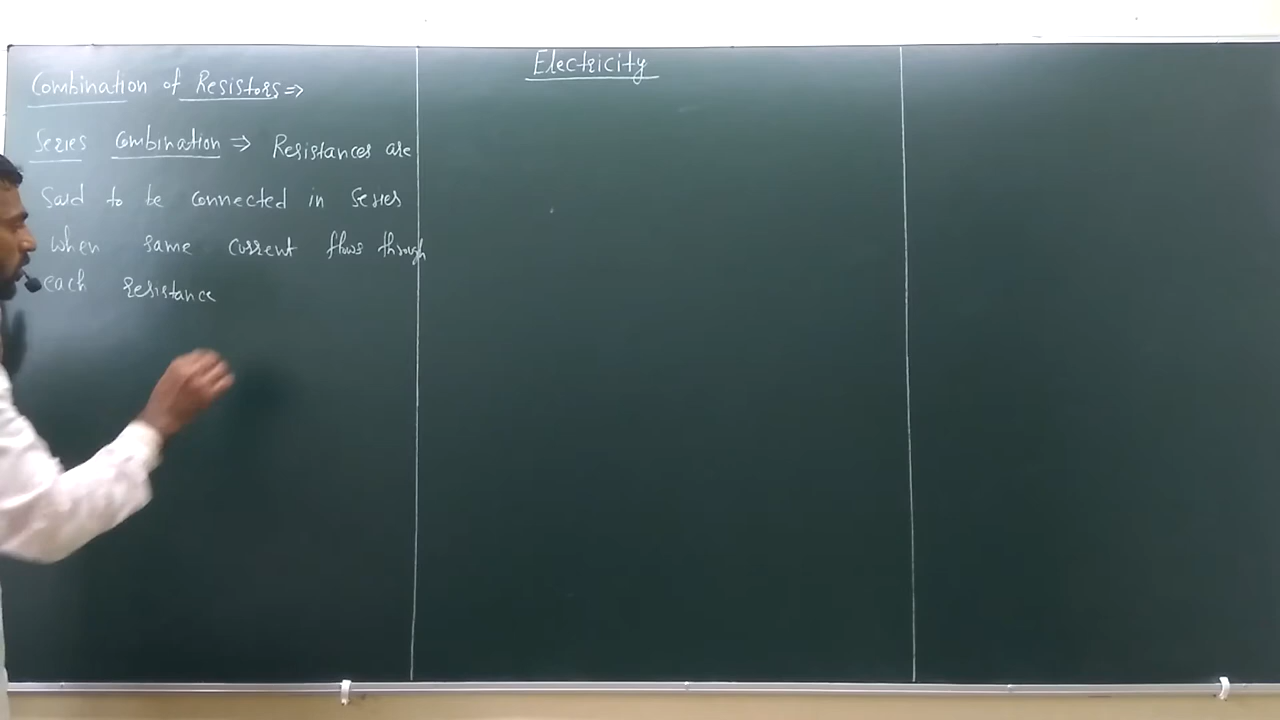 Electricity
Combination of Resistors ⇒
Series Combination ⇒ Resistances are
Said to be connected in series
when same current flows through
each resistance